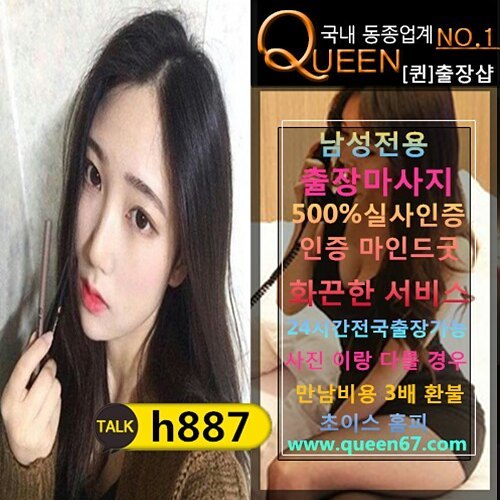 국내 동종업계 NO.1
QUEEN [퀸]출장샵
남성전용
출장마사지
500%실사인증
인증 마인드굿
화끈한 서비스
24시간전국출장가능
사진 이랑 다를 경우
만남비용 3배 환불
초이스 홈피
www.queen67.com
TALK h887